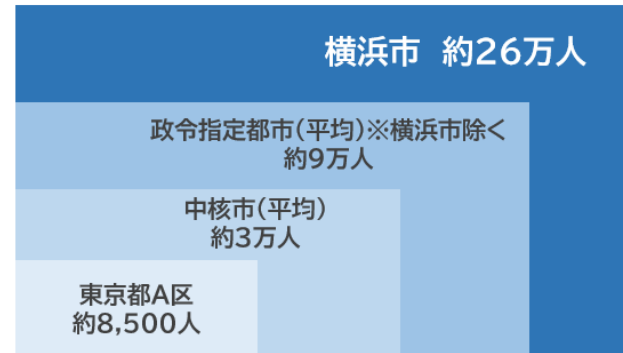 横浜市 約26万人
政令指定都市(平均)※横浜市除く
約9万人
中核市(平均)
約3万人
東京都A区
約8,500人